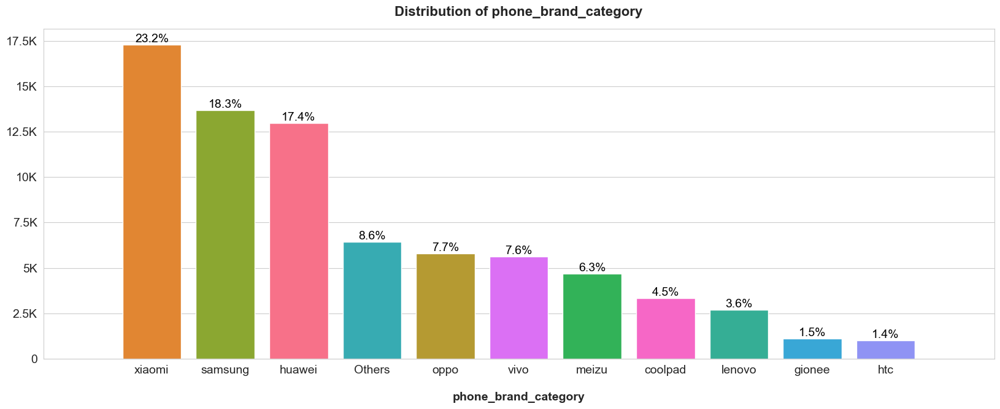 Distribution of phone_brand_category
17.5K
15K
12.5K
10K
7.5K
5K
2.5K
0
23.2%
18.3%
17.4%
8.6%
7.7%
7.6%
6.3%
4.5%
3.6%
1.5%
1.4%
xiaomi samsung huawei Others oppo vivo meizu coolpad lenovo gionee htc
phone_brand_category